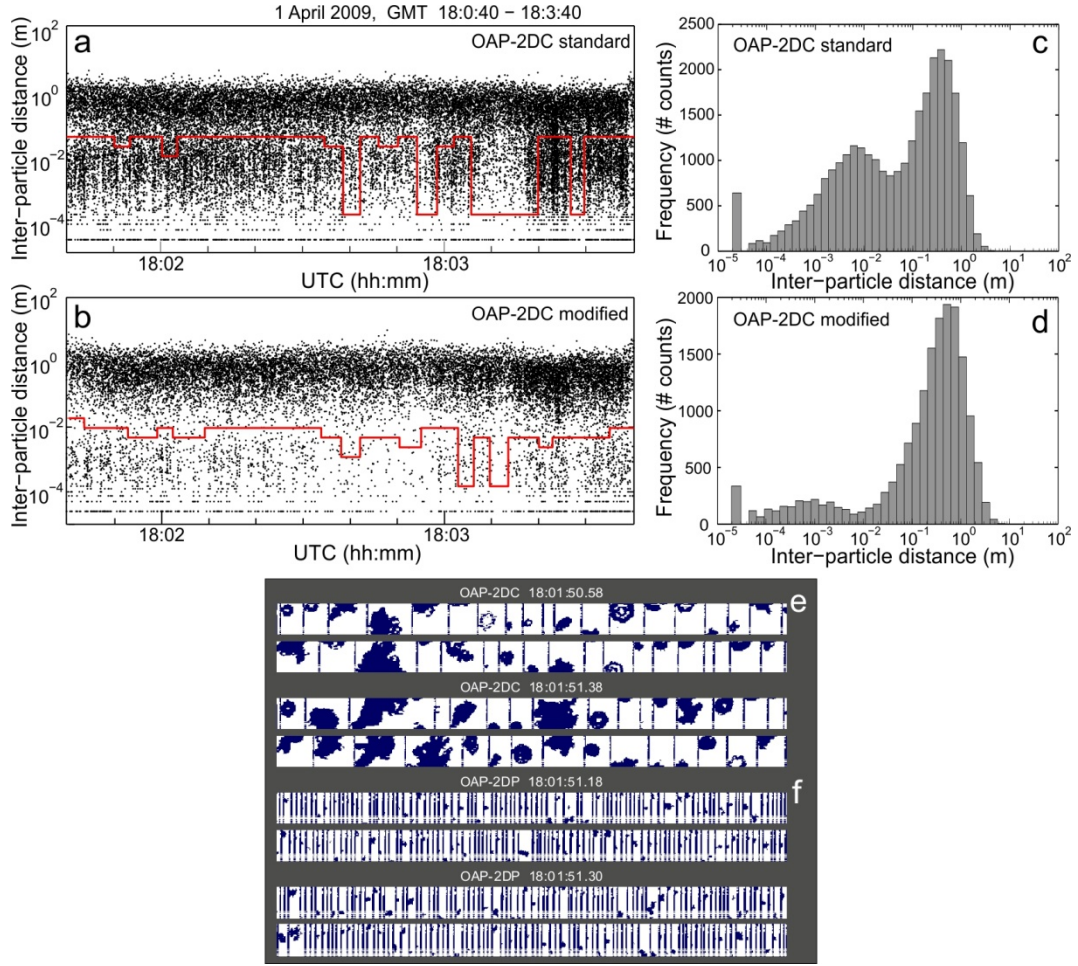 1 April 2009, GMT 18:0:40 − 18:3:40
a
OAP-2DC standard
Inter-particle distance (m)
10^2
10^0
10^−2
10^−4
18:02
18:03
UTC (hh:mm)
b
OAP-2DC modified
Inter-particle distance (m)
10^2
10^0
10^−2
10^−4
18:02
18:03
UTC (hh:mm)
c
OAP-2DC standard
Frequency (# counts)
2500
2000
1500
1000
500
0
10^−5 10^−4 10^−3 10^−2 10^−1 10^0 10^1 10^2
Inter−particle distance (m)
d
OAP-2DC modified
Frequency (# counts)
2000
1500
1000
500
0
10^−5 10^−4 10^−3 10^−2 10^−1 10^0 10^1 10^2
Inter−particle distance (m)
OAP-2DC 18:01:50.58
e
OAP-2DC 18:01:51.38
OAP-2DP 18:01:51.18
f
OAP-2DP 18:01:51.30